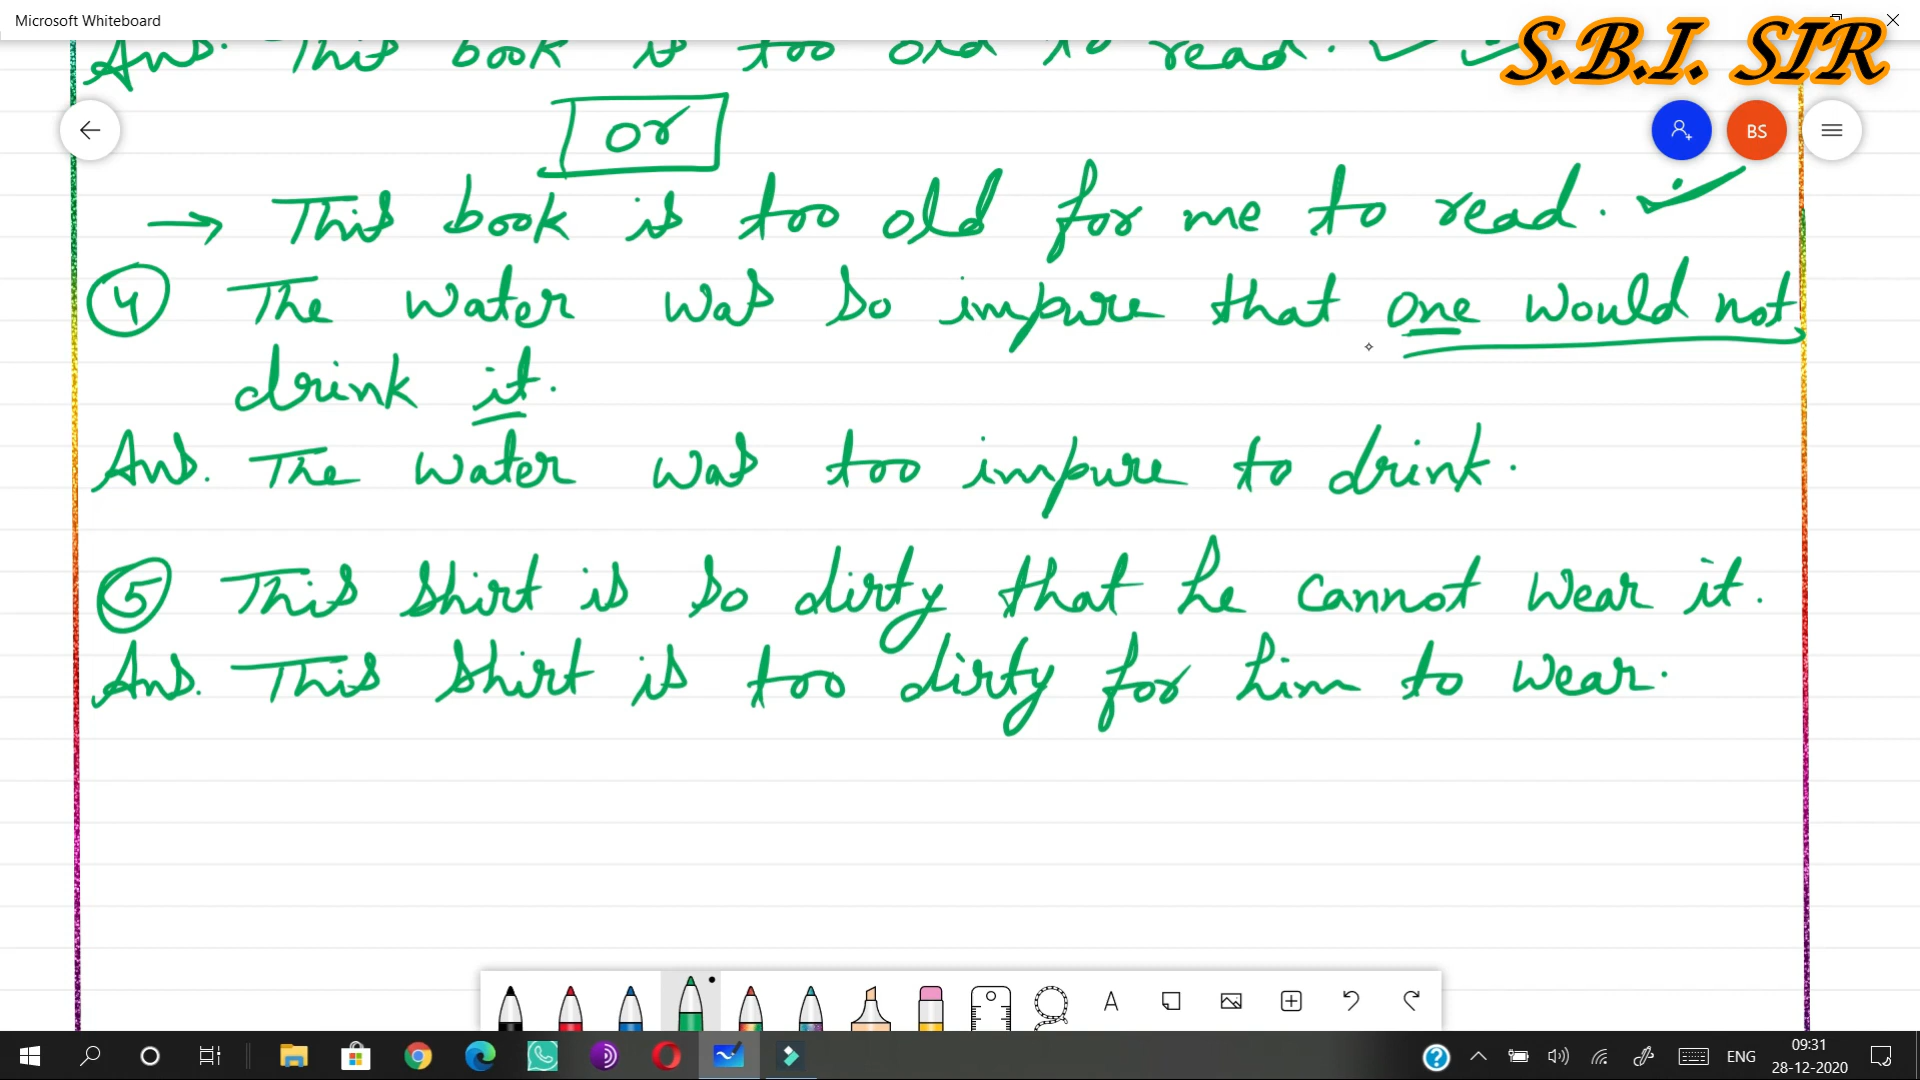 Microsoft Whiteboard
S.B.I. SIR
Ans. This book is too old to read.
BS
or
→ This book is too old for me to read.
4 The water was so impure that one would not
drink it.
Ans. The water was too impure to drink.
5 This shirt is so dirty that he cannot wear it.
Ans. This shirt is too dirty for him to wear.
A
ENG
09:31
28-12-2020